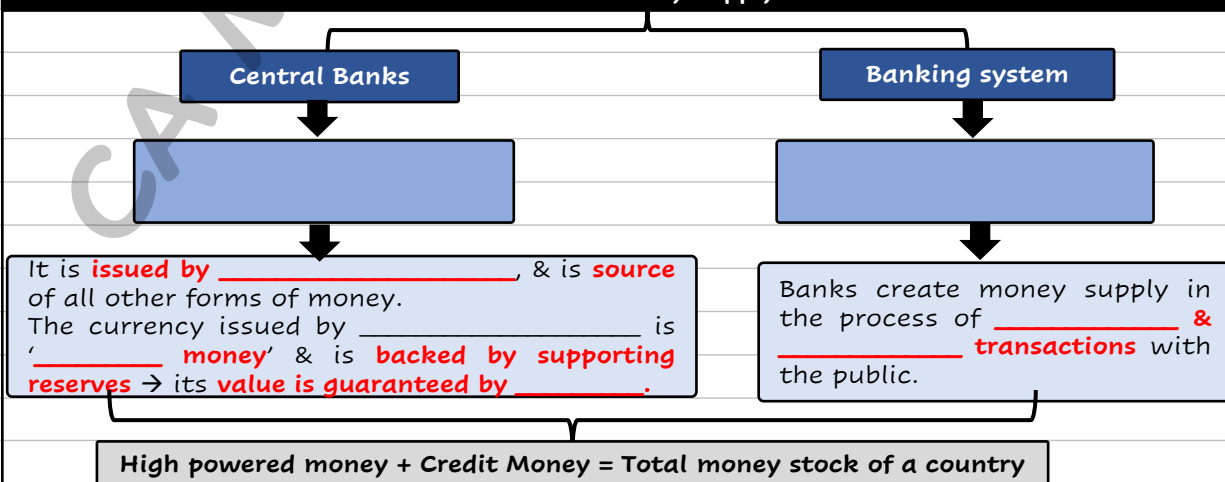 Central Banks
Banking system
It is issued by ____________________, & is source
of all other forms of money.
The currency issued by ____________________ is
‘_________ money’ & is backed by supporting
reserves → its value is guaranteed by _________.
Banks create money supply in
the process of _____________ &
_____________ transactions with
the public.
High powered money + Credit Money = Total money stock of a country
CA